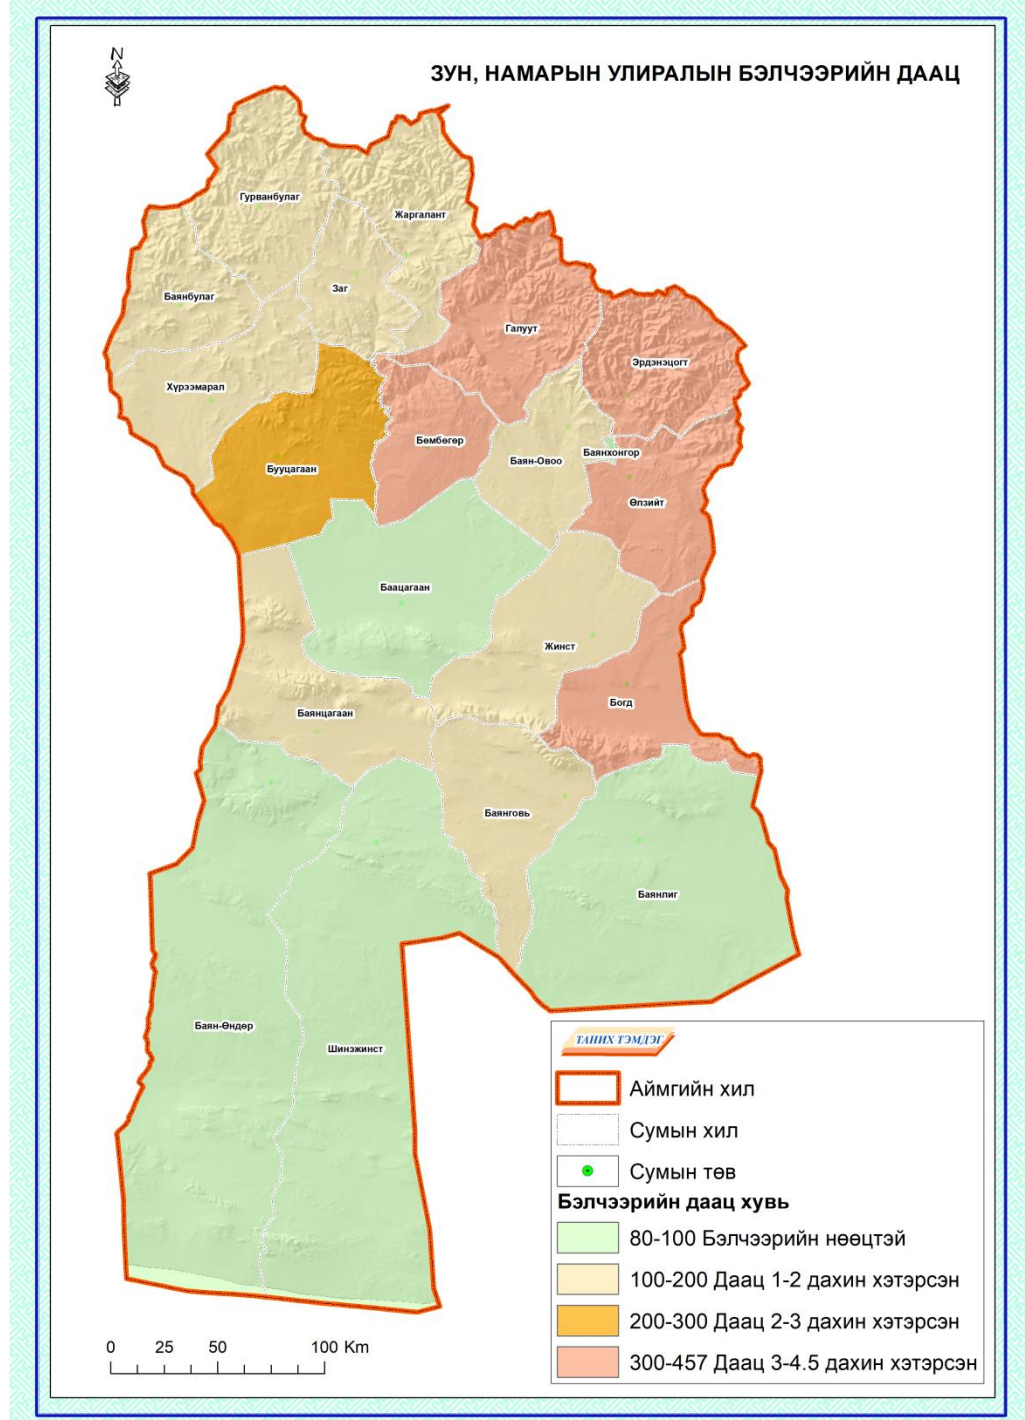 N
ЗУН, НАМАРЫН УЛИРАЛЫН БЭЛЧЭЭРИЙН ДААЦ
Гурванбулаг
Жаргалант
Заг
Баянбулаг
Галуут
Эрдэнэцогт
Хүрээмарал
Бөмбөгөр
Баян-Овоо
Баянхонгор
Бууцагаан
Өлзийт
Баацагаан
Жинст
Богд
Баянцагаан
Баянговь
Баянлиг
Баян-Өндөр
Шинэжинст
ТАНИХ ТЭМДЭГ
Аймгийн хил
Сумын хил
Сумын төв
Бэлчээрийн даац хувь
80-100 Бэлчээрийн нөөцтэй
100-200 Даац 1-2 дахин хэтэрсэн
200-300 Даац 2-3 дахин хэтэрсэн
300-457 Даац 3-4.5 дахин хэтэрсэн
0 25 50 100 Km